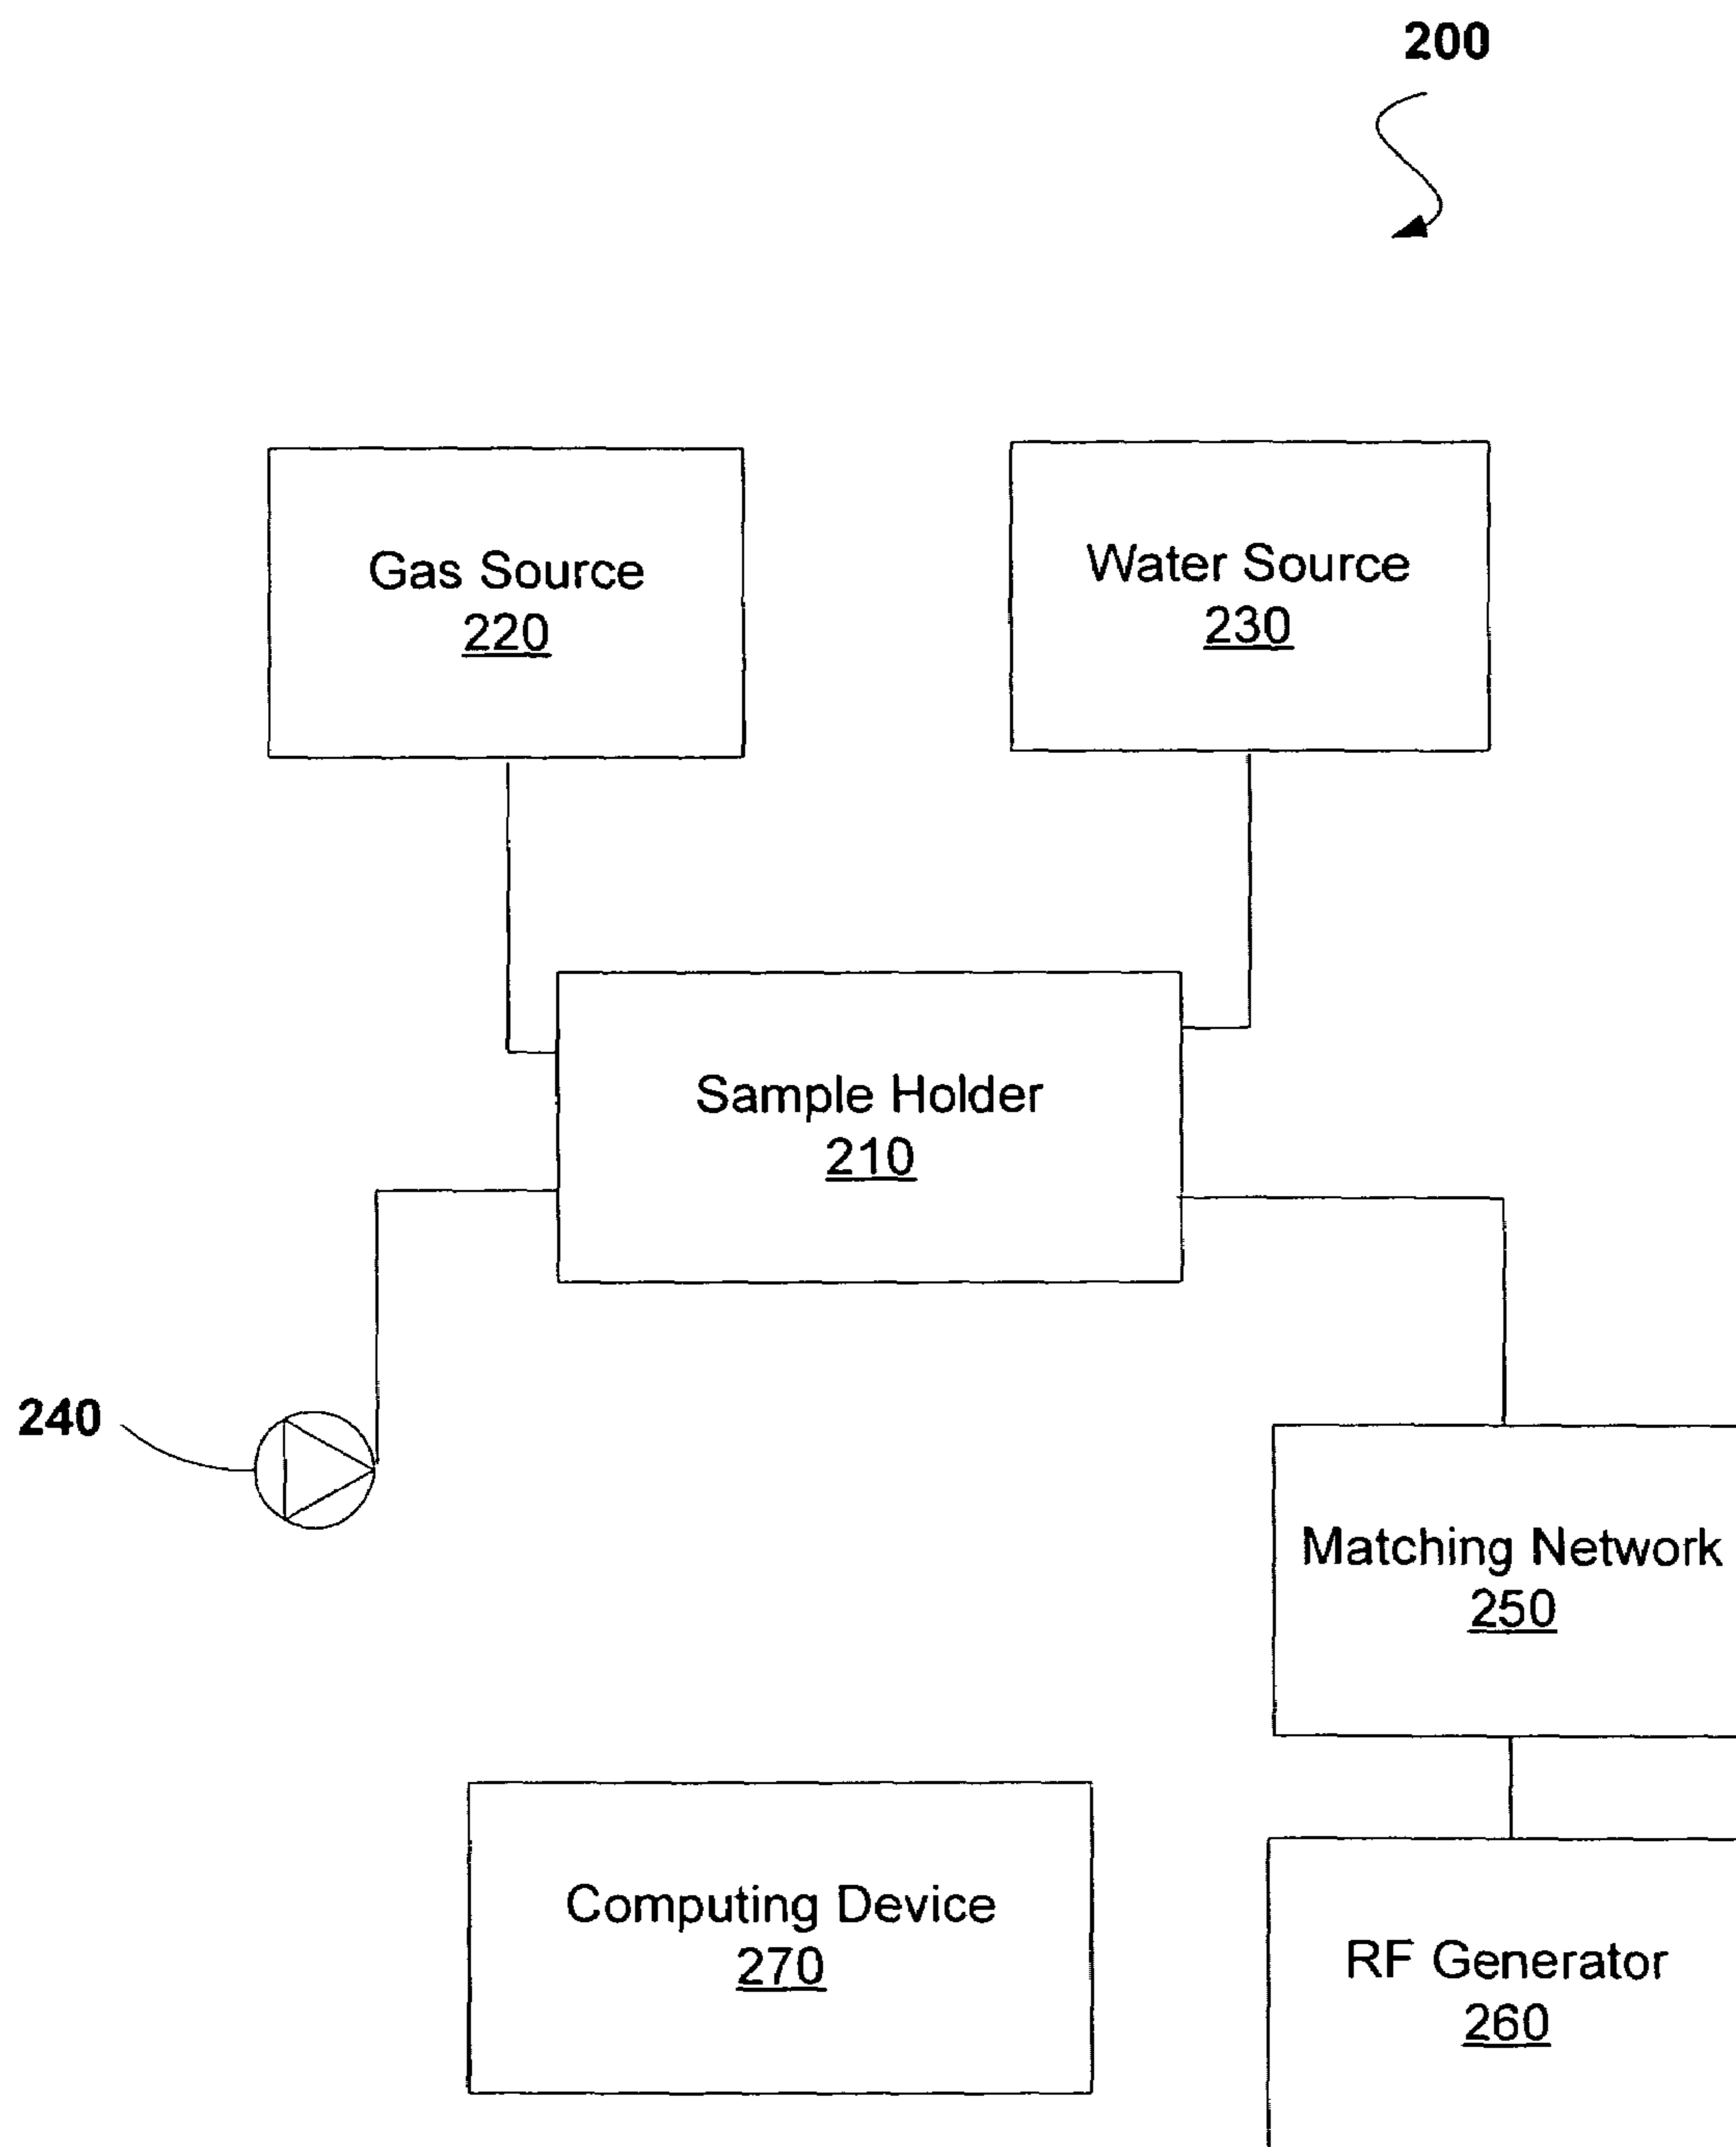 200
Gas Source
220
Water Source
230
Sample Holder
210
240
Matching Network
250
Computing Device
270
RF Generator
260